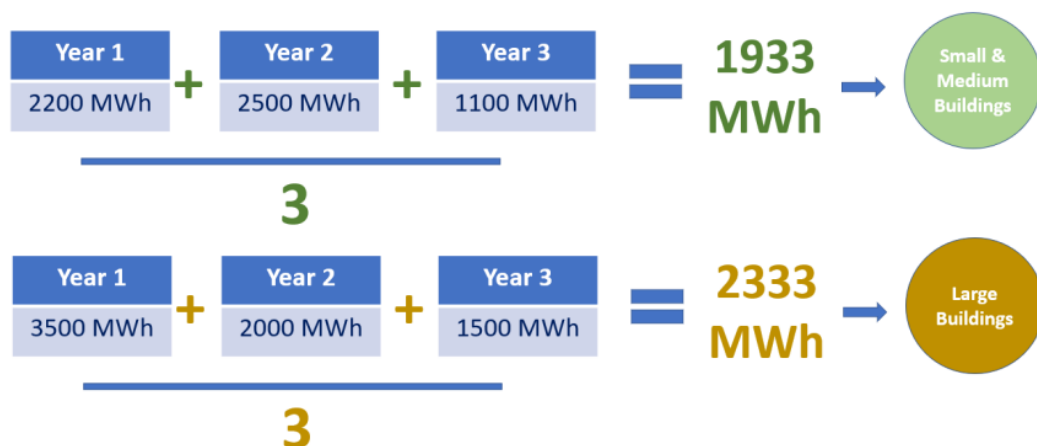 Year 1 + Year 2 + Year 3 = 1933 MWh → Small & Medium Buildings
2200 MWh 2500 MWh 1100 MWh
3
Year 1 + Year 2 + Year 3 = 2333 MWh → Large Buildings
3500 MWh 2000 MWh 1500 MWh
3